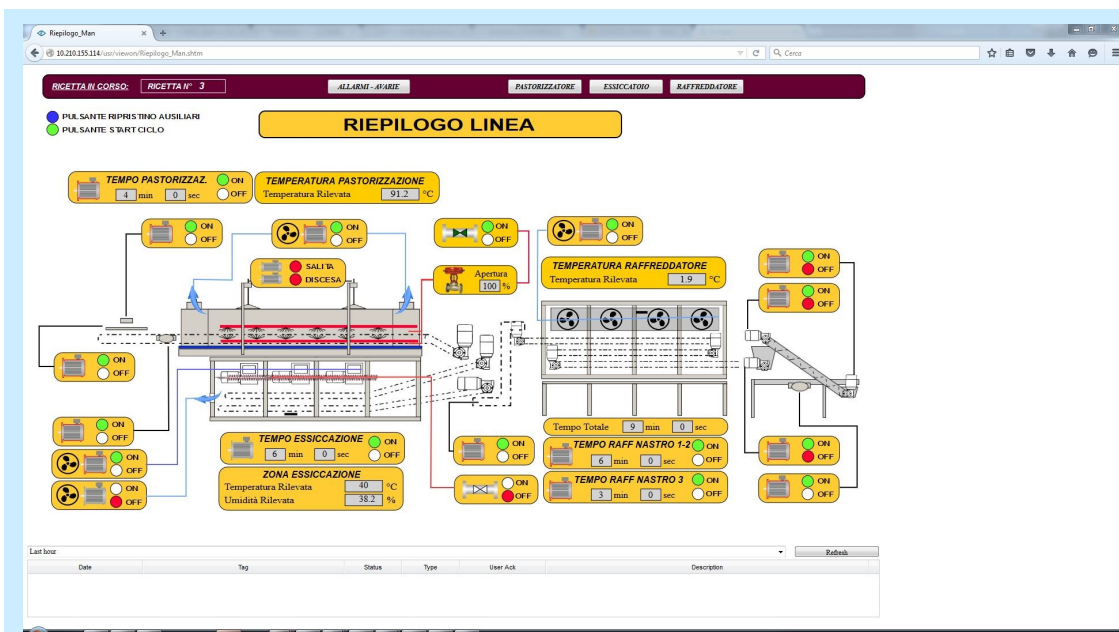 Riepilogo_Man
10.210.155.114/usr/viewon/Riepilogo_Man.shtm
Cerca
RICETTA IN CORSO: RICETTA N° 3
ALLARMI - AVARIE
PASTORIZZATORE
ESSICCATOIO
RAFFREDDATORE
PULSANTE RIPRISTINO AUSILIARI
PULSANTE START CICLO
RIEPILOGO LINEA
TEMPO PASTORIZZAZ.
4 min 0 sec
ON
OFF
TEMPERATURA PASTORIZZAZIONE
Temperatura Rilevata 91.2 °C
ON
OFF
ON
OFF
ON
OFF
ON
OFF
SALITA
DISCESA
Apertura
100 %
TEMPERATURA RAFFREDDATORE
Temperatura Rilevata 1.9 °C
ON
OFF
ON
OFF
ON
OFF
ON
OFF
ON
OFF
ON
OFF
TEMPO ESSICCAZIONE
6 min 0 sec
ON
OFF
ZONA ESSICCAZIONE
Temperatura Rilevata 40 °C
Umidità Rilevata 38.2 %
ON
OFF
ON
OFF
Tempo Totale 9 min 0 sec
TEMPO RAFF NASTRO 1-2
6 min 0 sec
ON
OFF
TEMPO RAFF NASTRO 3
3 min 0 sec
ON
OFF
ON
OFF
ON
OFF
Last hour
Refresh
Date Tag Status Type User Ack Description